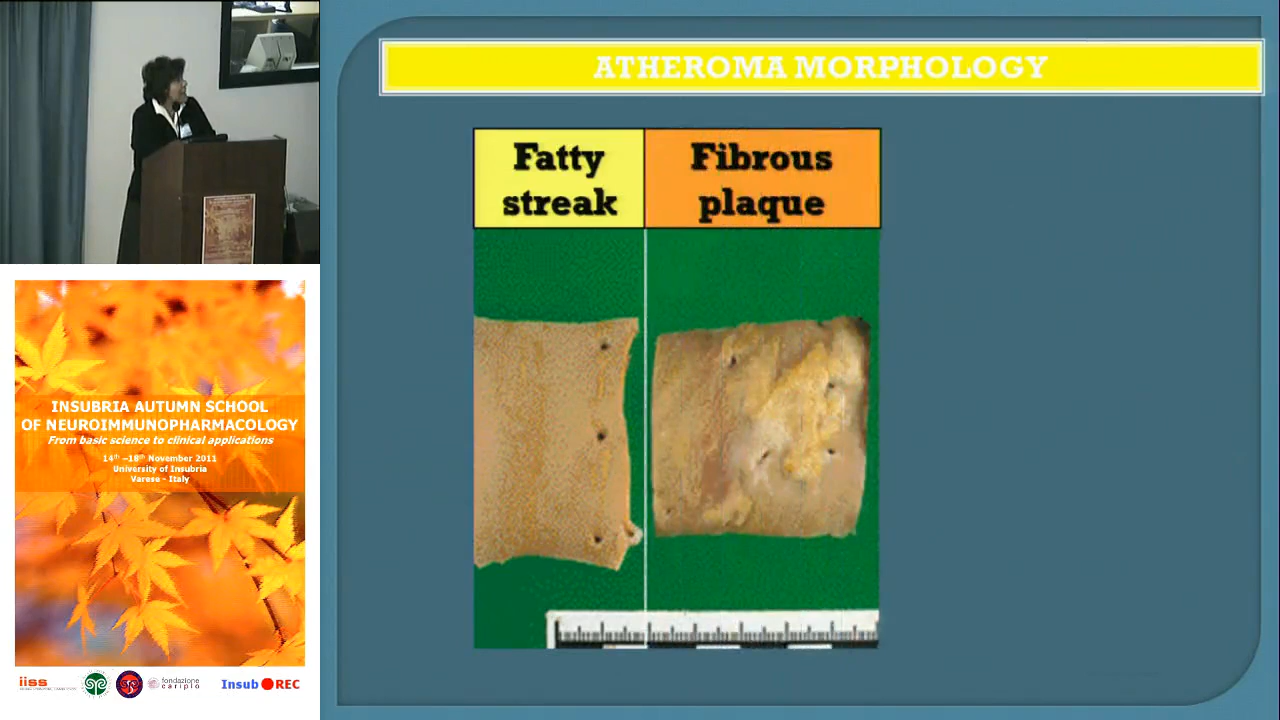 ATHEROMA MORPHOLOGY
Fatty
streak
Fibrous
plaque
INSUBRIA AUTUMN SCHOOL
OF NEUROIMMUNOPHARMACOLOGY
From basic science to clinical applications
14th –18th November 2011
University of Insubria
Varese - Italy
iiss
fondazione
cariplo
Insub REC